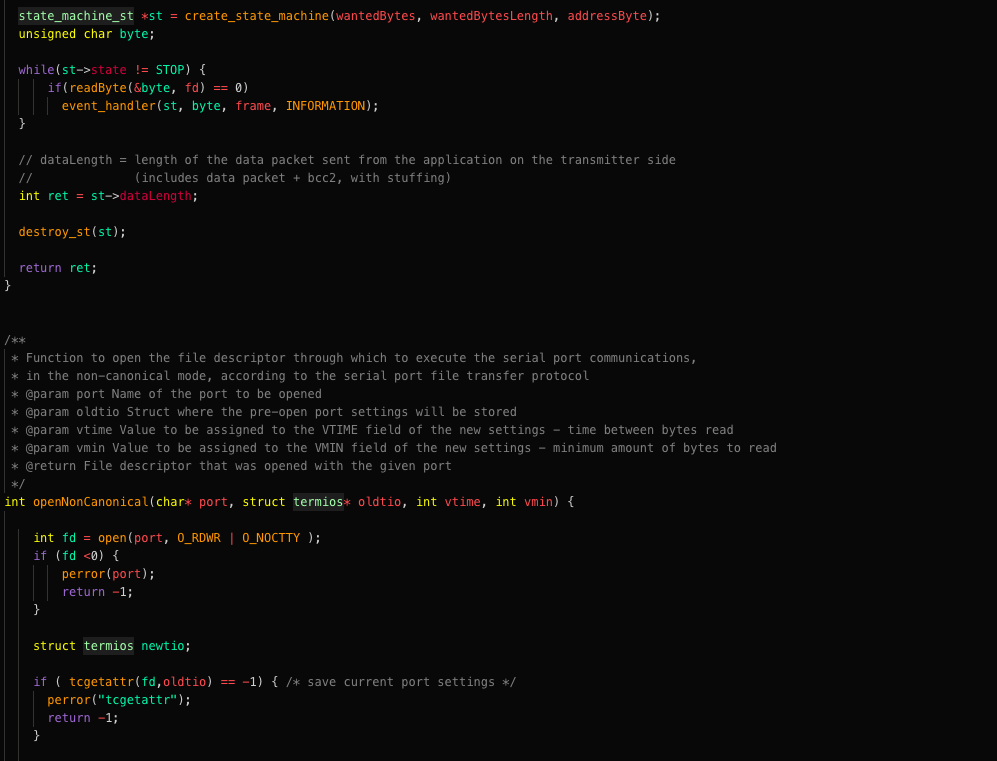 state_machine_st *st = create_state_machine(wantedBytes, wantedBytesLength, addressByte);
unsigned char byte;
while(st->state != STOP) {
if(readByte(&byte, fd) == 0)
event_handler(st, byte, frame, INFORMATION);
}
// dataLength = length of the data packet sent from the application on the transmitter side
// (includes data packet + bcc2, with stuffing)
int ret = st->dataLength;
destroy_st(st);
return ret;
}
/**
* Function to open the file descriptor through which to execute the serial port communications,
* in the non-canonical mode, according to the serial port file transfer protocol
* @param port Name of the port to be opened
* @param oldtio Struct where the pre-open port settings will be stored
* @param vtime Value to be assigned to the VTIME field of the new settings - time between bytes read
* @param vmin Value to be assigned to the VMIN field of the new settings - minimum amount of bytes to read
* @return File descriptor that was opened with the given port
*/
int openNonCanonical(char* port, struct termios* oldtio, int vtime, int vmin) {
int fd = open(port, O_RDWR | O_NOCTTY );
if (fd <0) {
perror(port);
return -1;
}
struct termios newtio;
if ( tcgetattr(fd,oldtio) == -1) { /* save current port settings */
perror("tcgetattr");
return -1;
}